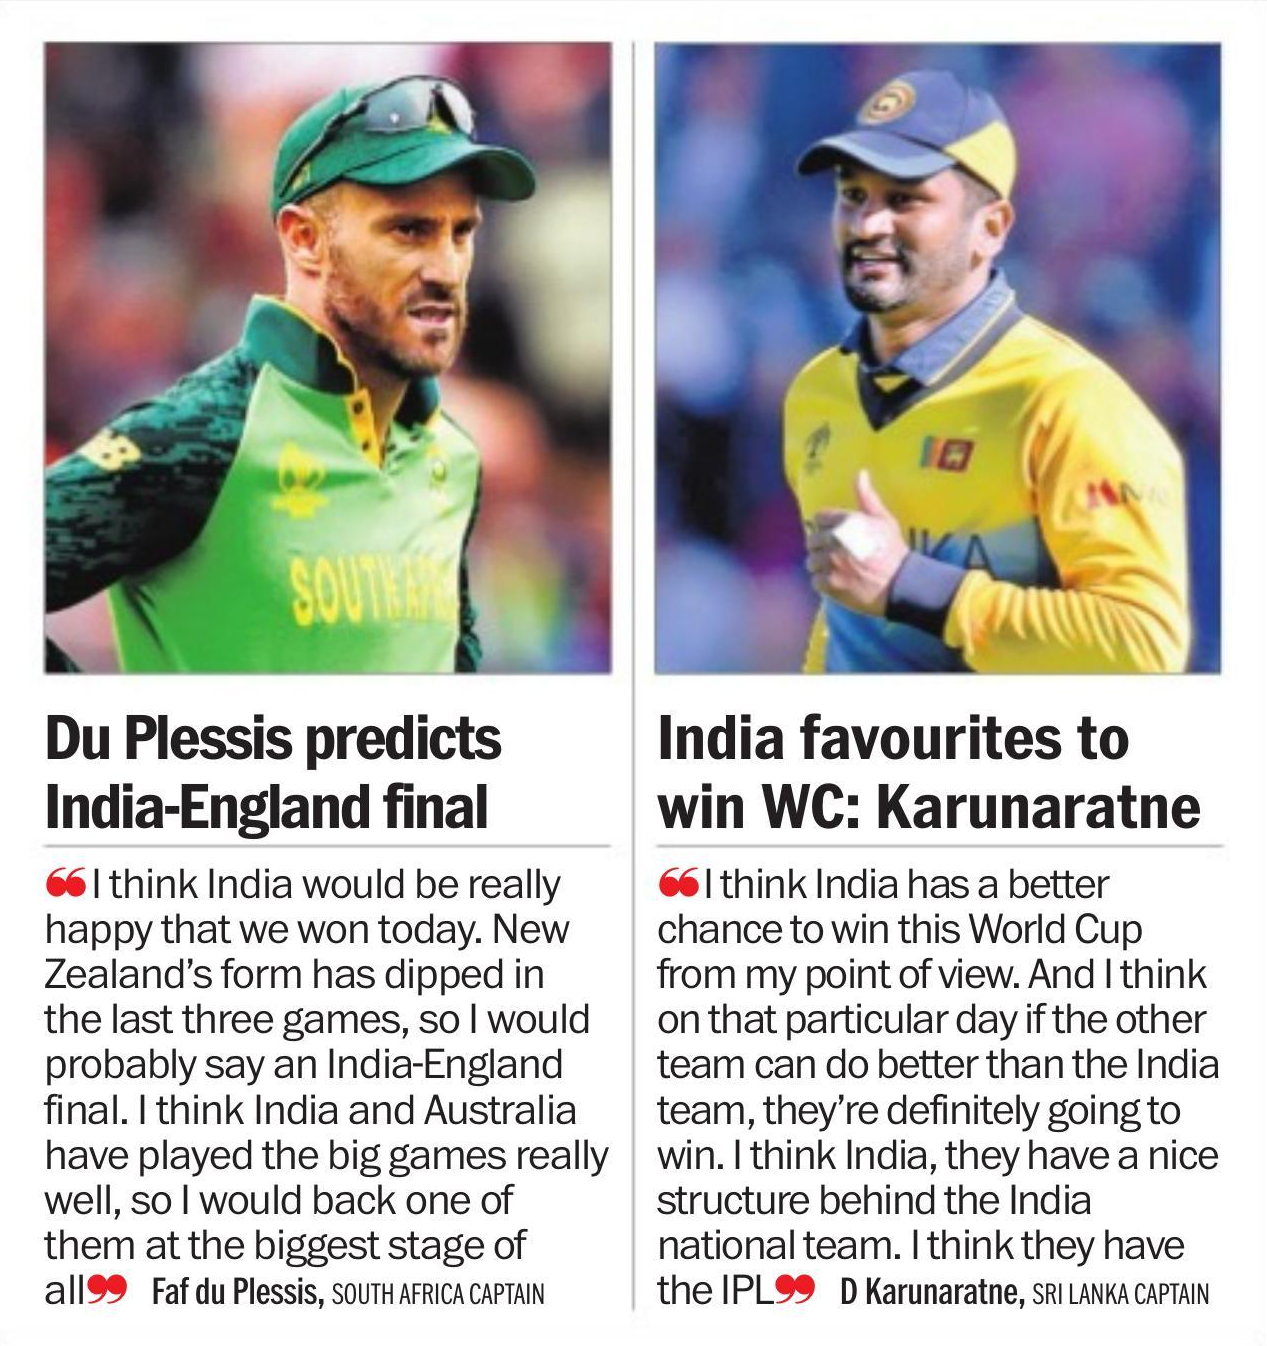 SOUTH AF
Du Plessis predicts
India-England final
“I think India would be really
happy that we won today. New
Zealand’s form has dipped in
the last three games, so I would
probably say an India-England
final. I think India and Australia
have played the big games really
well, so I would back one of
them at the biggest stage of
all” Faf du Plessis, SOUTH AFRICA CAPTAIN
India favourites to
win WC: Karunaratne
“I think India has a better
chance to win this World Cup
from my point of view. And I think
on that particular day if the other
team can do better than the India
team, they’re definitely going to
win. I think India, they have a nice
structure behind the India
national team. I think they have
the IPL” D Karunaratne, SRI LANKA CAPTAIN